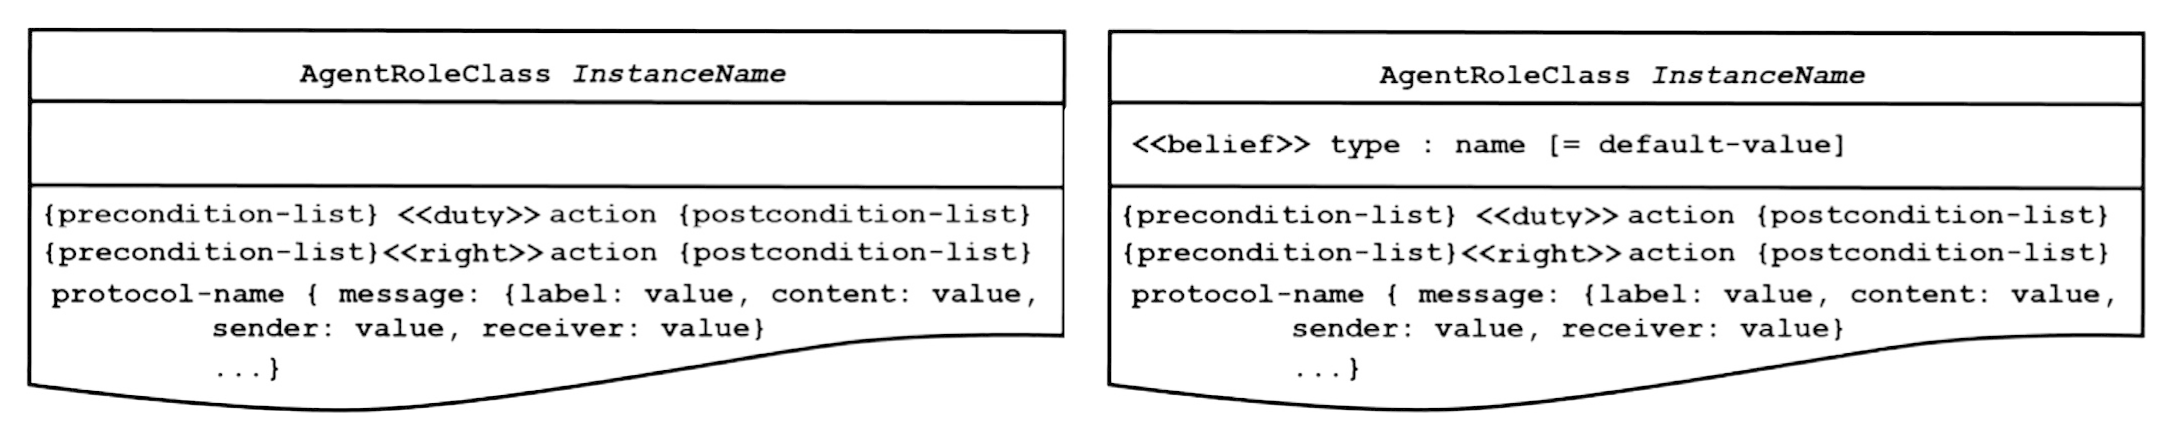 AgentRoleClass InstanceName
{precondition-list} <<duty>> action {postcondition-list}
{precondition-list}<<right>> action {postcondition-list}
protocol-name { message: {label: value, content: value,
sender: value, receiver: value}
...}
AgentRoleClass InstanceName
<<belief>> type : name [= default-value]
{precondition-list} <<duty>> action {postcondition-list}
{precondition-list}<<right>> action {postcondition-list}
protocol-name { message: {label: value, content: value,
sender: value, receiver: value}
...}